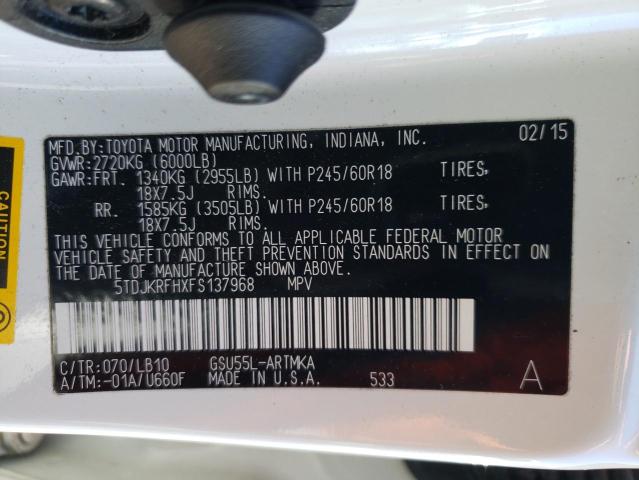 MFD.BY:TOYOTA MOTOR MANUFACTURING, INDIANA, INC. 02/15
GVWR:2720KG (6000LB)
GAWR:FRT. 1340KG (2955LB) WITH P245/60R18 TIRES,
18X7.5J RIMS.
RR. 1585KG (3505LB) WITH P245/60R18 TIRES,
18X7.5J RIMS.
THIS VEHICLE CONFORMS TO ALL APPLICABLE FEDERAL MOTOR
VEHICLE SAFETY AND THEFT PREVENTION STANDARDS IN EFFECT ON
THE DATE OF MANUFACTURE SHOWN ABOVE.
5TDJKRFHXFS137968 MPV
C/TR:070/LB10 GSU55L-ARTMKA
A/TM:-01A/U660F MADE IN U.S.A. 533 A
CAUTION